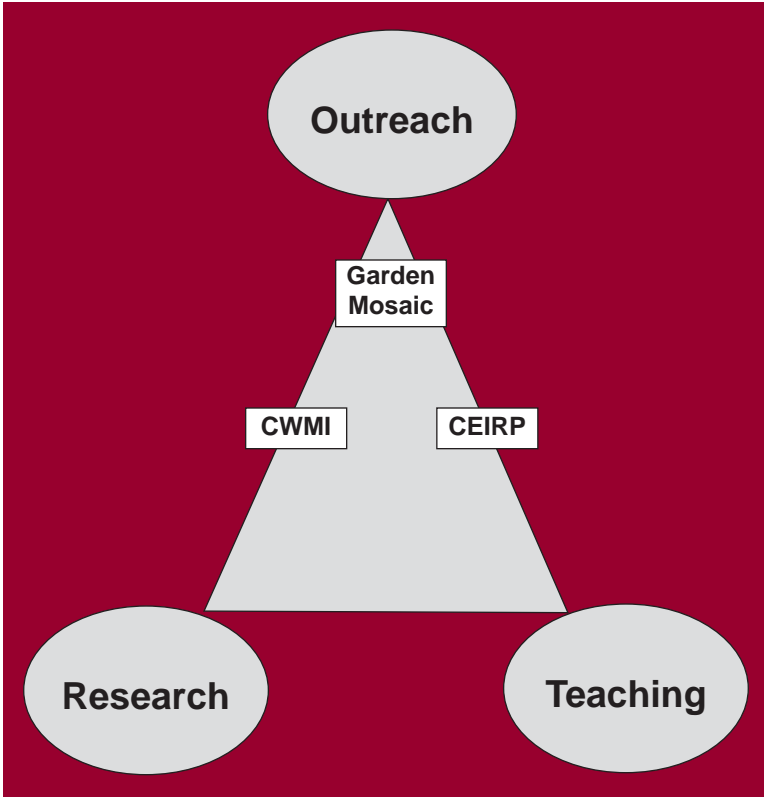 Outreach
Garden
Mosaic
CWMI
CEIRP
Research
Teaching